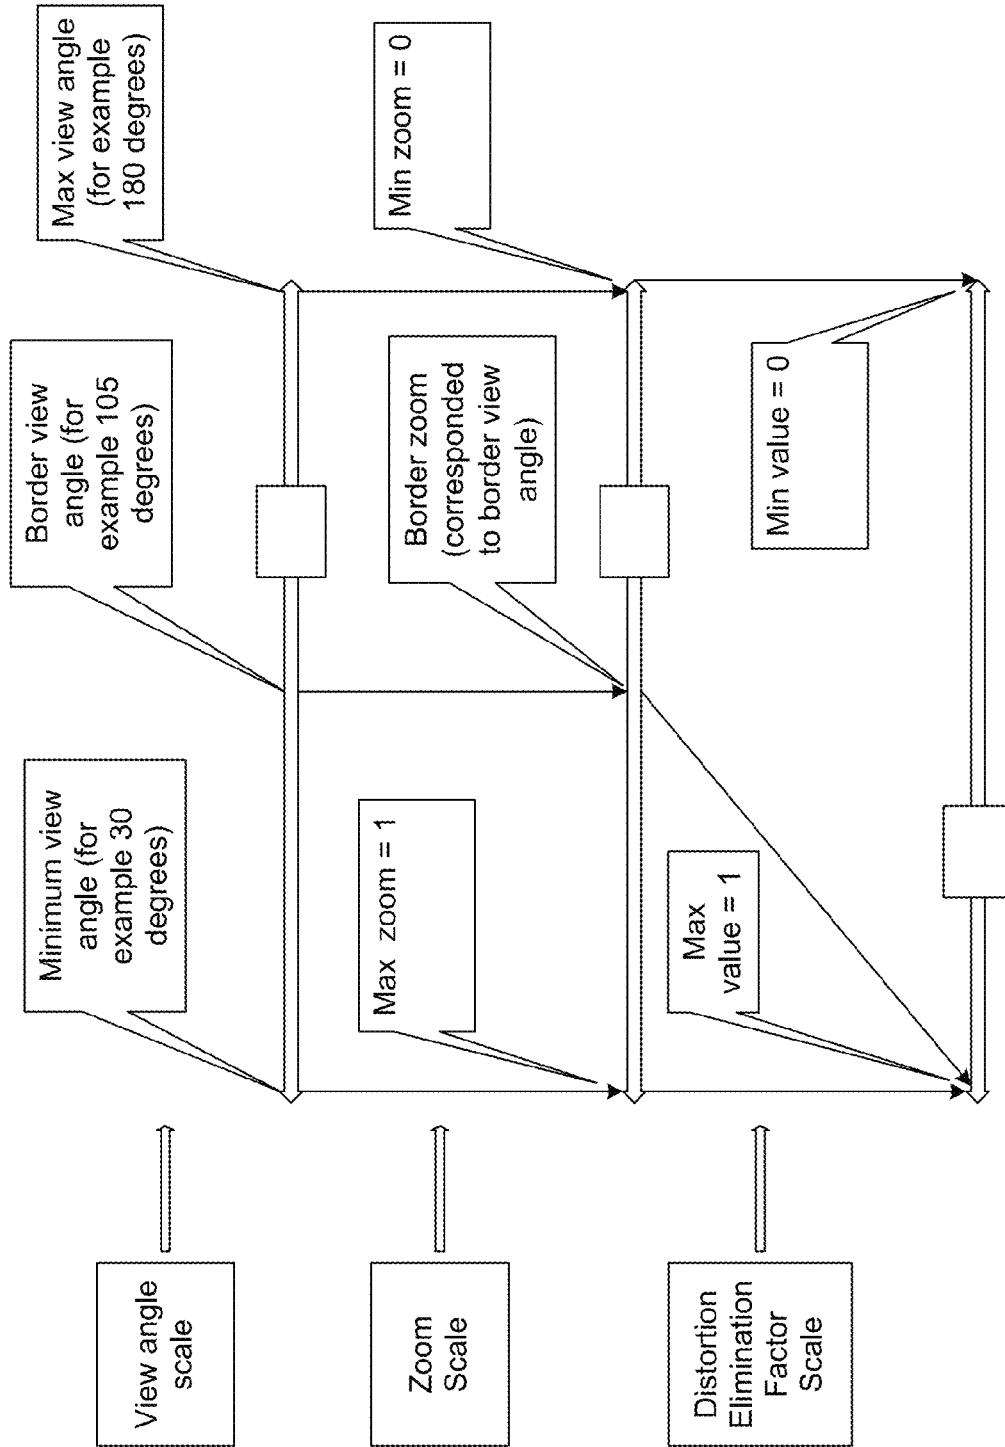 View angle
scale
Minimum view
angle (for
example 30
degrees)
Border view
angle (for
example 105
degrees)
Max view angle
(for example
180 degrees)
Zoom
Scale
Max zoom = 1
Border zoom
(corresponded
to border view
angle)
Min zoom = 0
Distortion
Elimination
Factor
Scale
Max
value = 1
Min value = 0